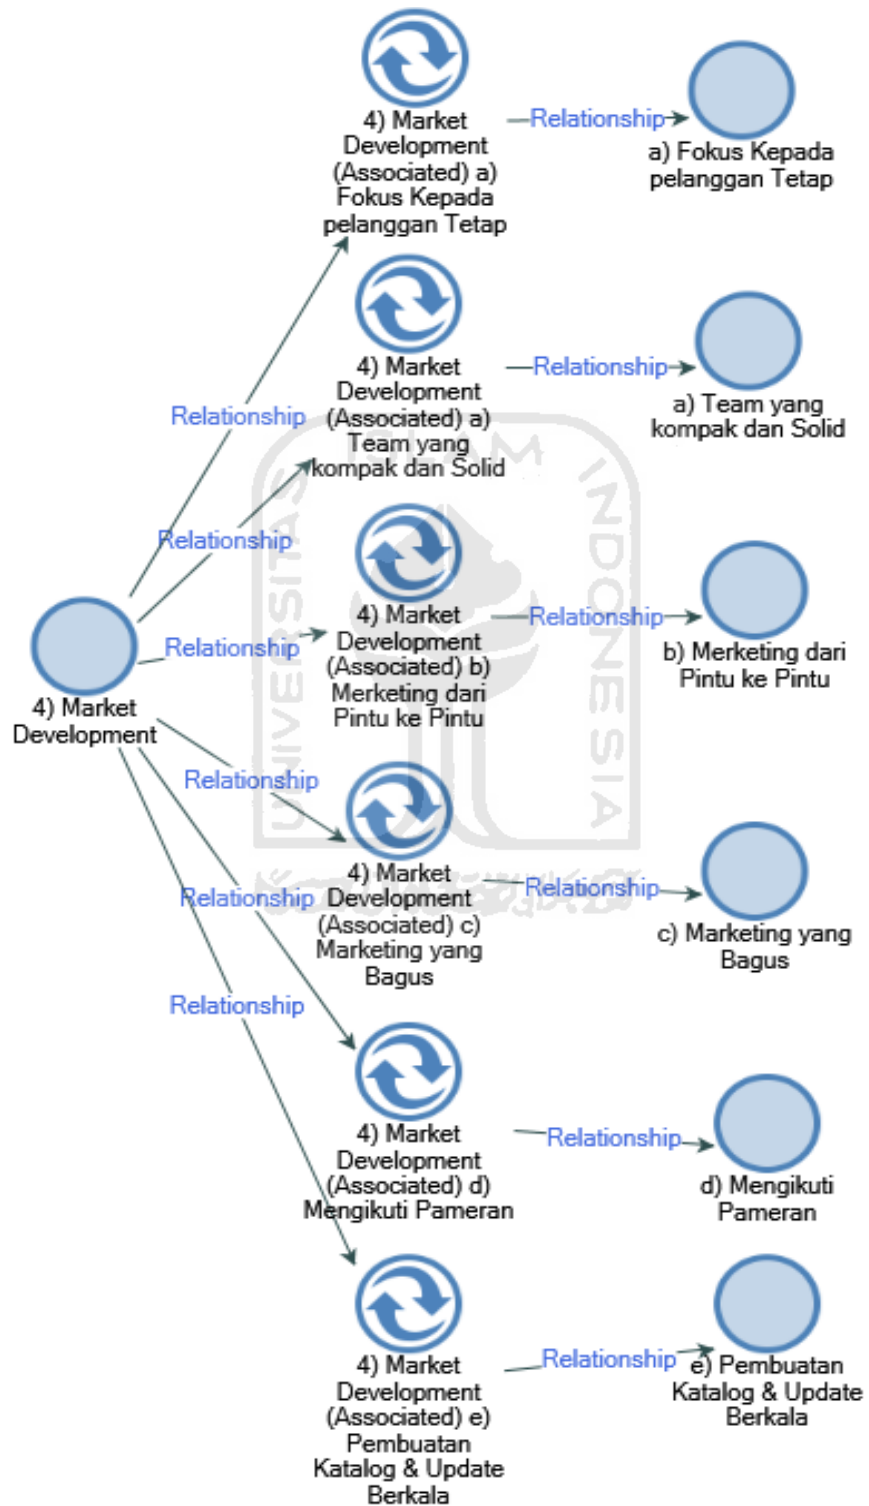 4) Market
Development
(Associated) a)
Fokus Kepada
pelanggan Tetap
Relationship
a) Fokus Kepada
pelanggan Tetap
Relationship
4) Market
Development
(Associated) a)
Team yang
kompak dan Solid
Relationship
a) Team yang
kompak dan Solid
Relationship
4) Market
Development
(Associated) b)
Merketing dari
Pintu ke Pintu
Relationship
b) Merketing dari
Pintu ke Pintu
Relationship
4) Market
Development
Relationship
4) Market
Development
(Associated) c)
Marketing yang
Bagus
Relationship
c) Marketing yang
Bagus
Relationship
Relationship
4) Market
Development
(Associated) d)
Mengikuti Pameran
Relationship
d) Mengikuti
Pameran
Relationship
4) Market
Development
(Associated) e)
Pembuatan
Katalog & Update
Berkala
Relationship
e) Pembuatan
Katalog & Update
Berkala
UNIVERSITAS
ISLAM
INDONESIA